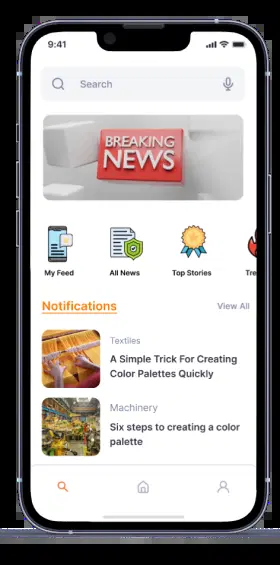 9:41
Search
BREAKING
NEWS
My Feed
All News
Top Stories
Tre
Notifications
View All
Textiles
A Simple Trick For Creating
Color Palettes Quickly
Machinery
Six steps to creating a color
palette